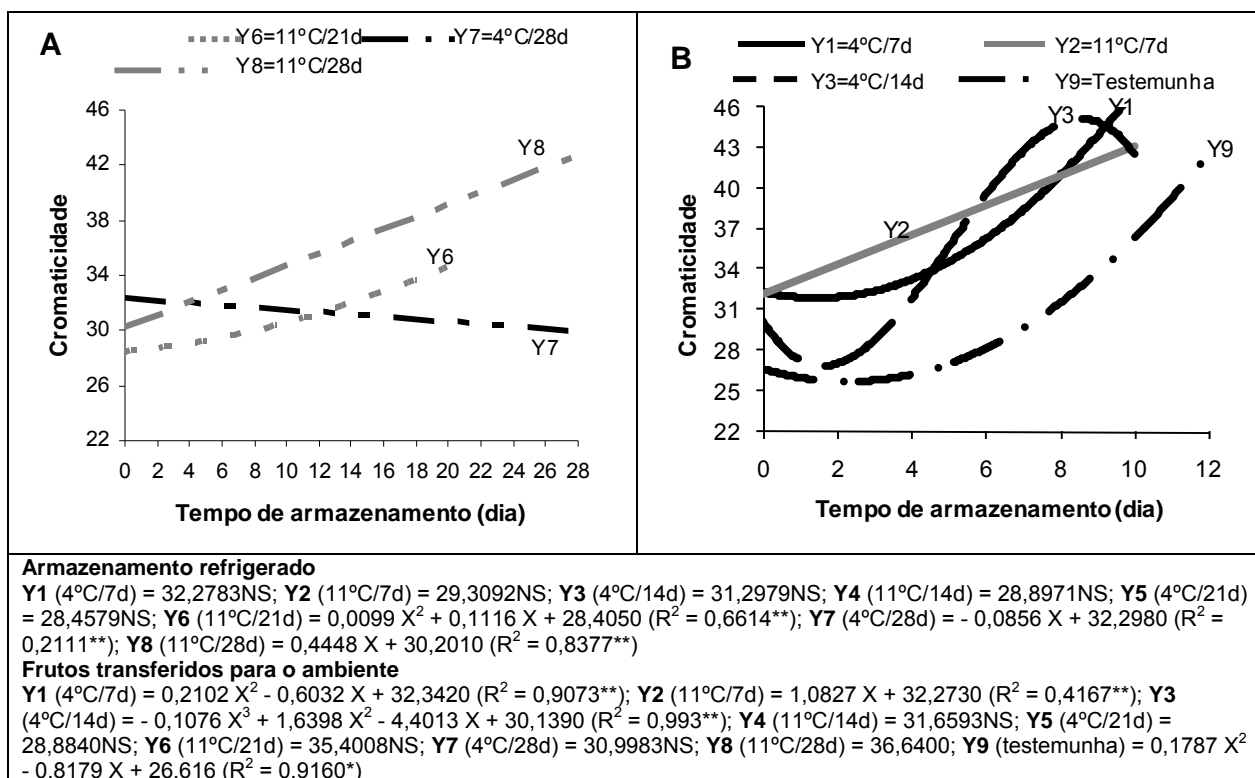 A
Y6=11ºC/21d Y7=4ºC/28d
Y8=11ºC/28d
46
42
38
34
30
26
22
Cromaticidade
Y8
Y6
Y7
0 2 4 6 8 10 12 14 16 18 20 22 24 26 28
Tempo de armazenamento (dia)
B
Y1=4ºC/7d Y2=11ºC/7d
Y3=4ºC/14d Y9=Testemunha
46
43
40
37
34
31
28
25
22
Cromaticidade
Y3 Y1
Y9
Y2
0 2 4 6 8 10 12
Tempo de armazenamento (dia)
Armazenamento refrigerado
Y1 (4ºC/7d) = 32,2783NS; Y2 (11ºC/7d) = 29,3092NS; Y3 (4ºC/14d) = 31,2979NS; Y4 (11ºC/14d) = 28,8971NS; Y5 (4ºC/21d)
= 28,4579NS; Y6 (11ºC/21d) = 0,0099 X² + 0,1116 X + 28,4050 (R² = 0,6614**); Y7 (4ºC/28d) = - 0,0856 X + 32,2980 (R² =
0,2111**); Y8 (11ºC/28d) = 0,4448 X + 30,2010 (R² = 0,8377**)
Frutos transferidos para o ambiente
Y1 (4ºC/7d) = 0,2102 X² - 0,6032 X + 32,3420 (R² = 0,9073**); Y2 (11ºC/7d) = 1,0827 X + 32,2730 (R² = 0,4167**); Y3
(4ºC/14d) = - 0,1076 X³ + 1,6398 X² - 4,4013 X + 30,1390 (R² = 0,993**); Y4 (11ºC/14d) = 31,6593NS; Y5 (4ºC/21d) =
28,8840NS; Y6 (11ºC/21d) = 35,4008NS; Y7 (4ºC/28d) = 30,9983NS; Y8 (11ºC/28d) = 36,6400; Y9 (testemunha) = 0,1787 X²
- 0,8179 X + 26,616 (R² = 0,9160*)